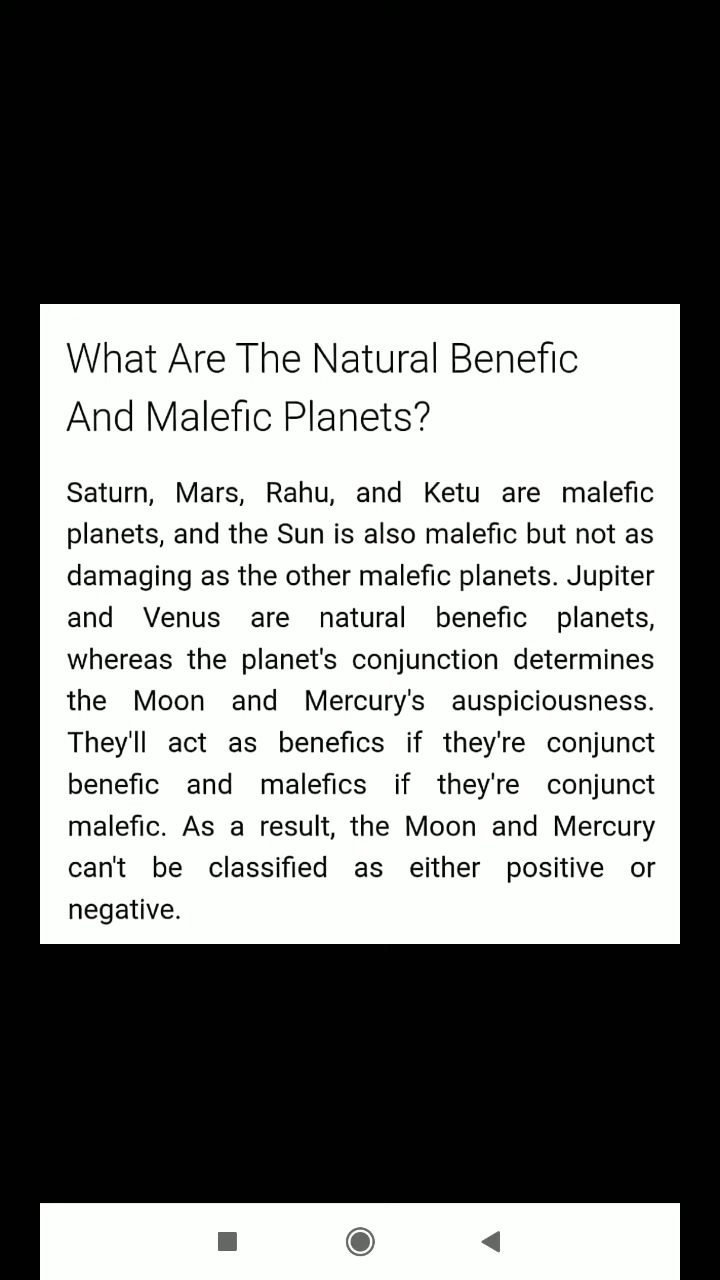 What Are The Natural Benefic
And Malefic Planets?
Saturn, Mars, Rahu, and Ketu are malefic
planets, and the Sun is also malefic but not as
damaging as the other malefic planets. Jupiter
and Venus are natural benefic planets,
whereas the planet's conjunction determines
the Moon and Mercury's auspiciousness.
They'll act as benefics if they're conjunct
benefic and malefics if they're conjunct
malefic. As a result, the Moon and Mercury
can't be classified as either positive or
negative.